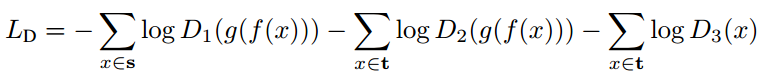 L_D = − ∑_{x∈s} log D_1(g(f(x))) − ∑_{x∈t} log D_2(g(f(x))) − ∑_{x∈t} log D_3(x)